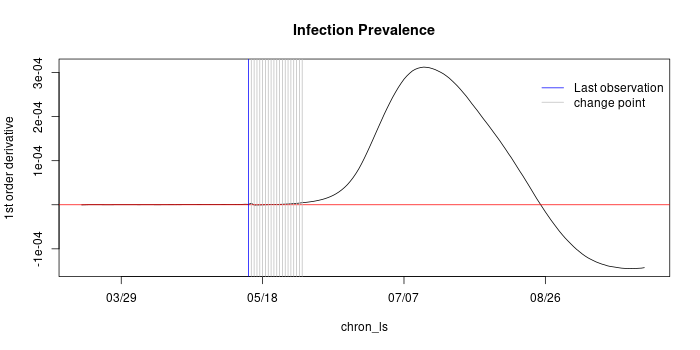 Infection Prevalence
1st order derivative
3e-04
2e-04
1e-04
-1e-04
Last observation
change point
03/29
05/18
07/07
08/26
chron_ls